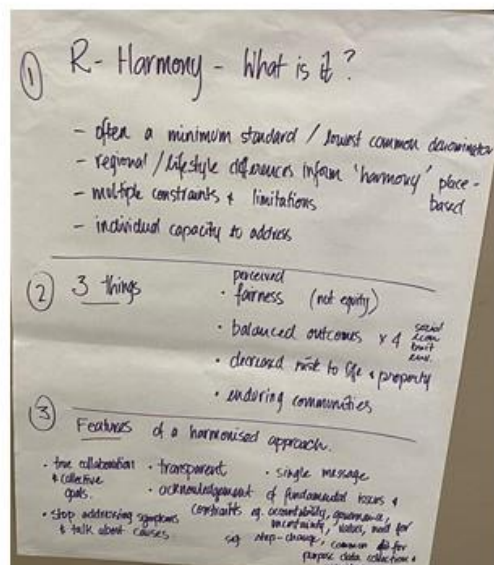 ① R- Harmony - What is it?
- often a minimum standard / lowest common denominator
- regional / lifestyle differences inform 'harmony' place-based
- multiple constraints & limitations
- individual capacity to address
② 3 things
perceived
• fairness (not equity)
• balanced outcomes x 4 social econ built env.
• decreased risk to life & property
• enduring communities
③ Features of a harmonised approach.
• true collaboration & collective goals.
• transparent
• single message
• acknowledgement of fundamental issues &
constraints eg. accountability, governance,
uncertainty, values, need for
step-change, common for
purpose data collection &
• stop addressing symptoms
& talk about causes